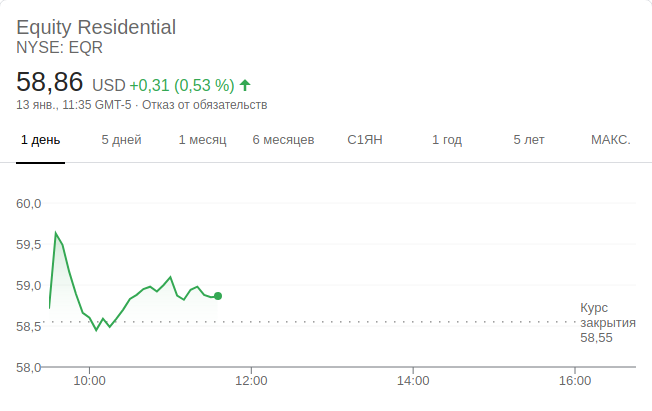 Equity Residential
NYSE: EQR
58,86 USD +0,31 (0,53 %)
13 янв., 11:35 GMT-5 · Отказ от обязательств
1 день 5 дней 1 месяц 6 месяцев С1ЯН 1 год 5 лет МАКС.
60,0
59,5
59,0
58,5
58,0
Курс
закрытия
58,55
10:00 12:00 14:00 16:00